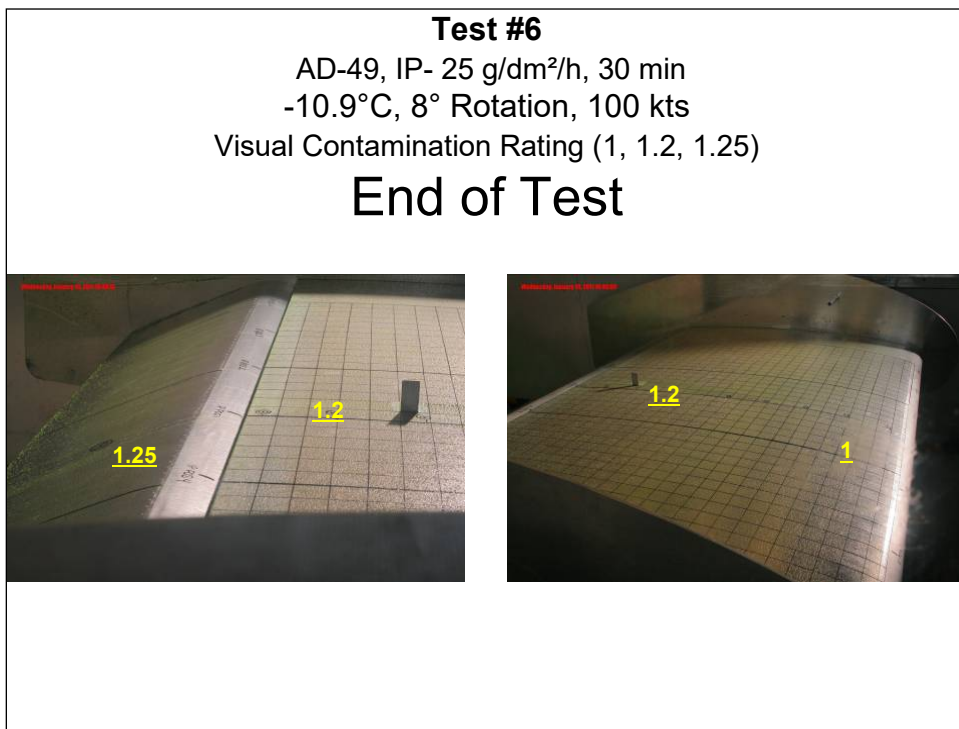 Test #6
AD-49, IP- 25 g/dm²/h, 30 min
-10.9°C, 8° Rotation, 100 kts
Visual Contamination Rating (1, 1.2, 1.25)
End of Test
1.2
1.25
1.2
1